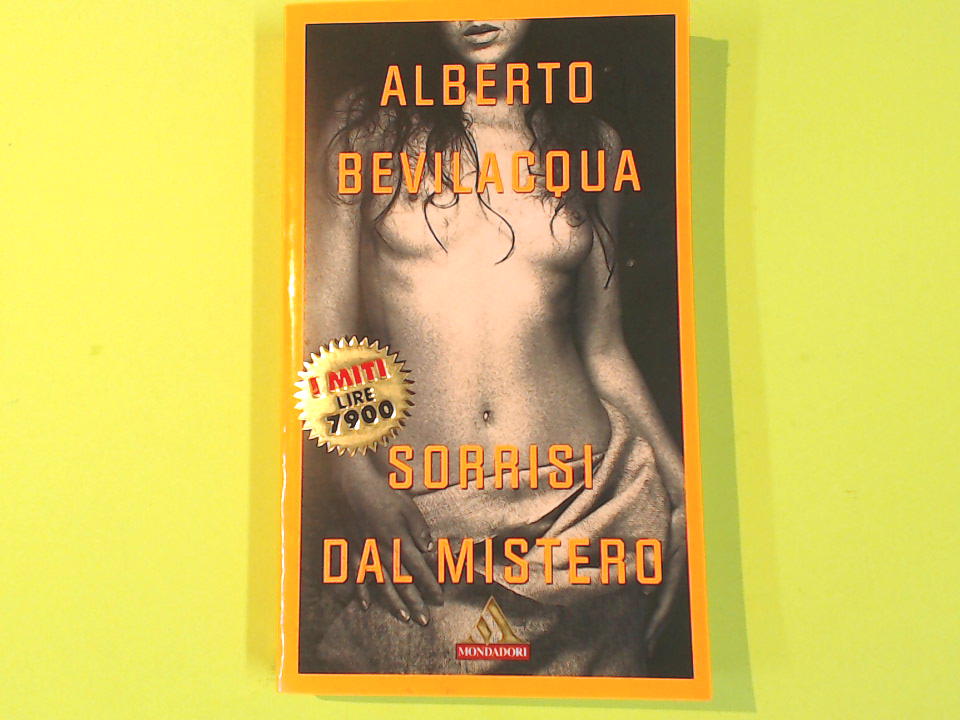 ALBERTO
BEVILACQUA
I MITI
LIRE
7900
SORRISI
DAL MISTERO
MONDADORI